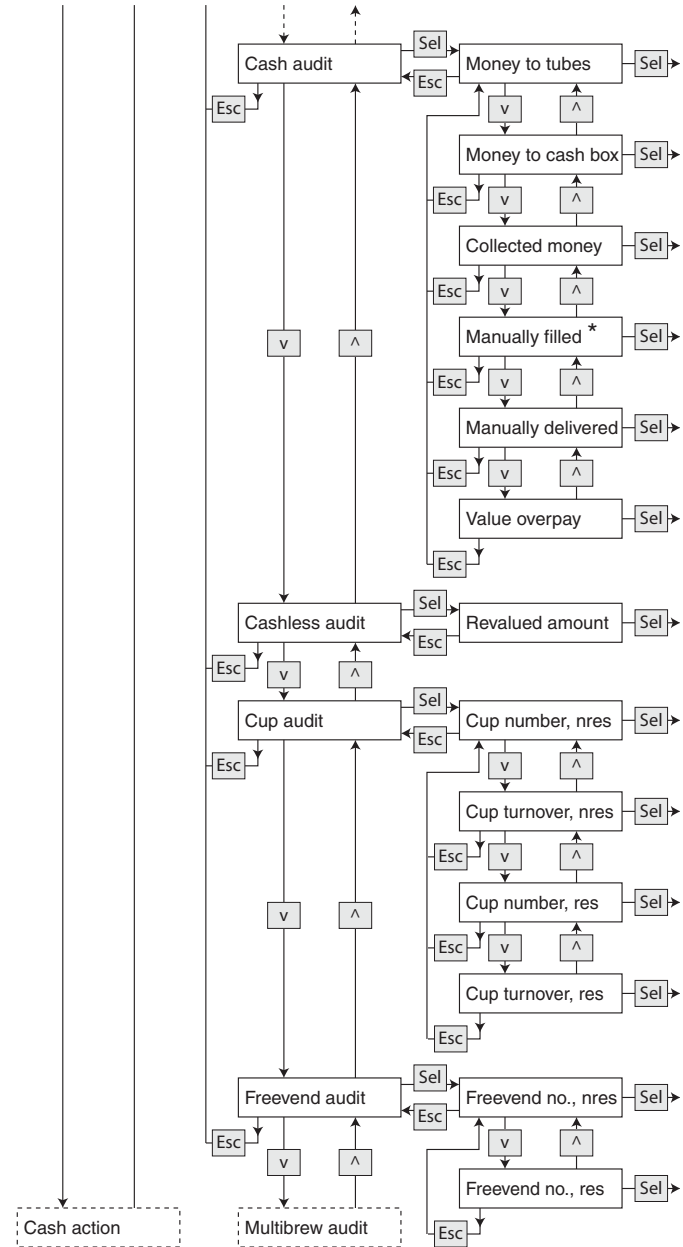 Cash audit Sel Money to tubes Sel
Esc
Esc v ^
Money to cash box Sel
Esc v ^
Collected money Sel
Esc v ^
v ^ Manually filled * Sel
Esc v ^
Manually delivered Sel
Esc v ^
Value overpay Sel
Esc
Cashless audit Sel Revalued amount Sel
Esc
Esc v ^
Cup audit Sel Cup number, nres Sel
Esc
Esc v ^
Cup turnover, nres Sel
Esc v ^
Cup number, res Sel
v ^
Esc v ^
Cup turnover, res Sel
Esc
Freevend audit Sel Freevend no., nres Sel
Esc
Esc v ^
v ^
Freevend no., res Sel
Cash action Multibrew audit Esc